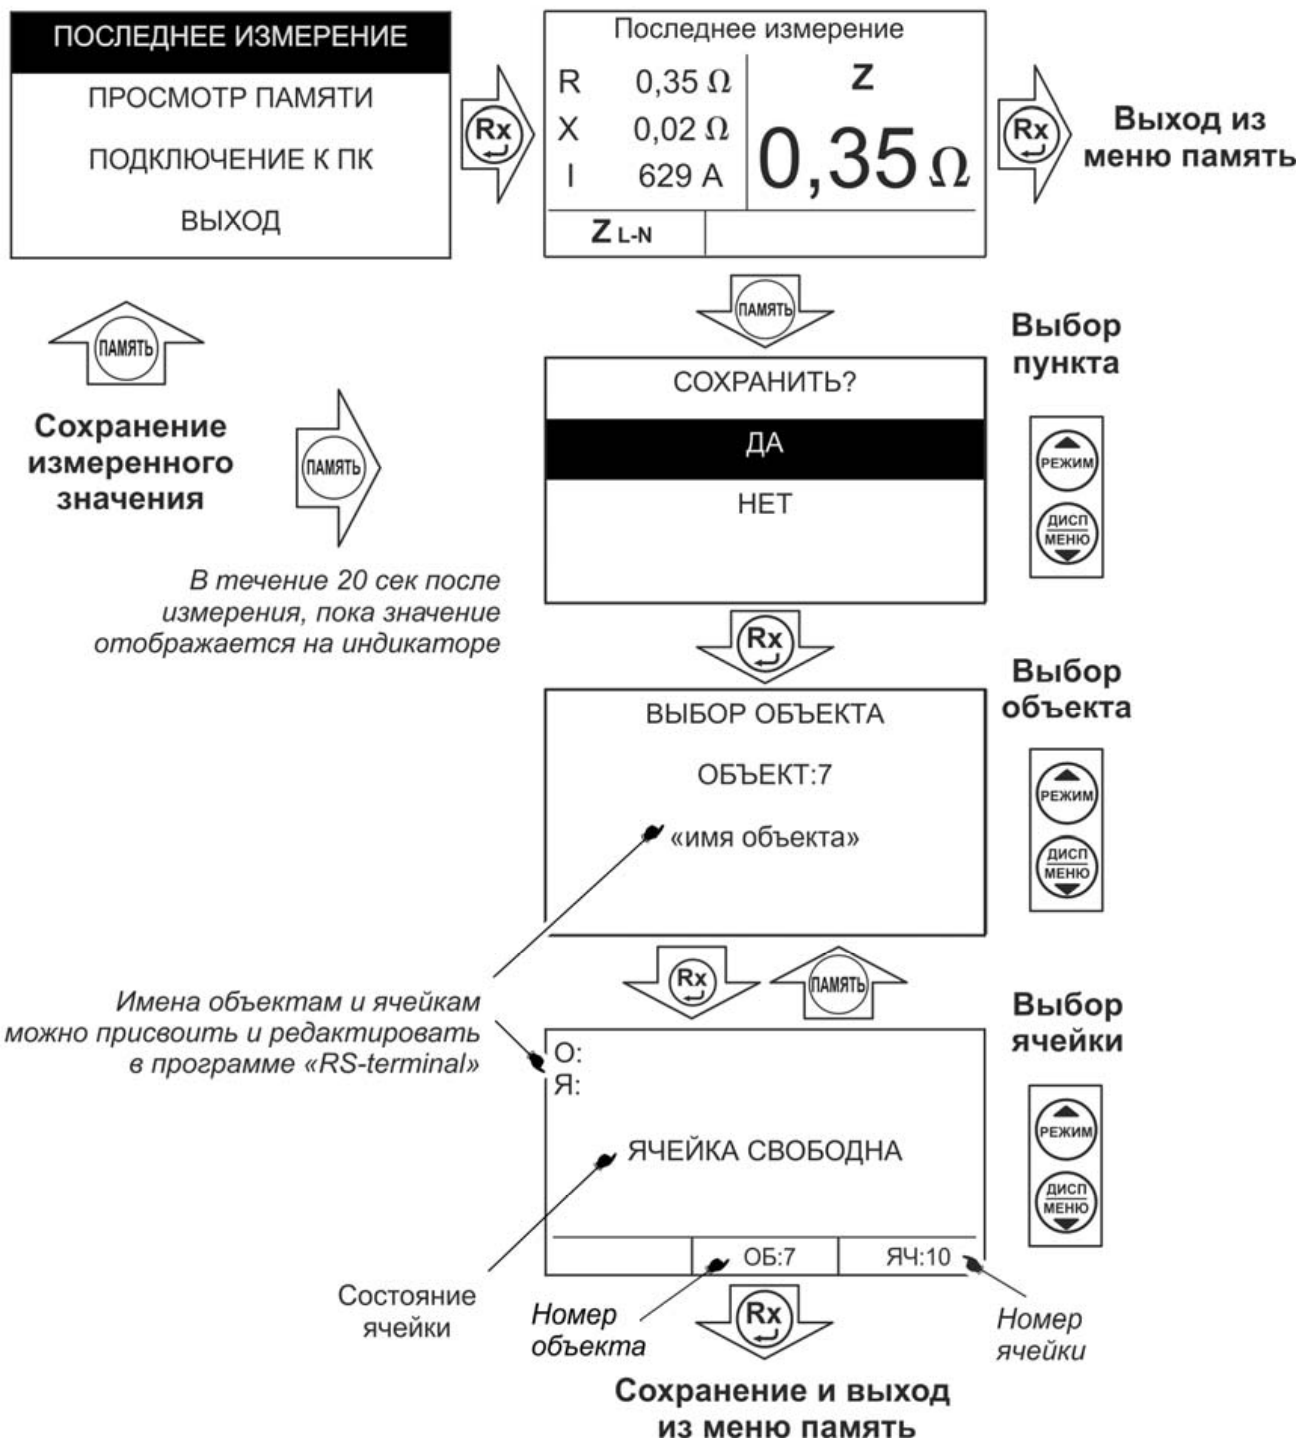 ПОСЛЕДНЕЕ ИЗМЕРЕНИЕ
ПРОСМОТР ПАМЯТИ
ПОДКЛЮЧЕНИЕ К ПК
ВЫХОД
Rx
Последнее измерение
R 0,35 Ω
X 0,02 Ω
I 629 A
Z
0,35 Ω
Z L-N
Rx
Выход из
меню память
ПАМЯТЬ
Сохранение
измеренного
значения
ПАМЯТЬ
В течение 20 сек после
измерения, пока значение
отображается на индикаторе
ПАМЯТЬ
СОХРАНИТЬ?
ДА
НЕТ
Выбор
пункта
РЕЖИМ
ДИСП
МЕНЮ
Rx
ВЫБОР ОБЪЕКТА
ОБЪЕКТ:7
«имя объекта»
Выбор
объекта
РЕЖИМ
ДИСП
МЕНЮ
Rx
ПАМЯТЬ
Имена объектам и ячейкам
можно присвоить и редактировать
в программе «RS-terminal»
О:
Я:
ЯЧЕЙКА СВОБОДНА
ОБ:7
ЯЧ:10
Выбор
ячейки
РЕЖИМ
ДИСП
МЕНЮ
Состояние
ячейки
Номер
объекта
Rx
Номер
ячейки
Сохранение и выход
из меню память